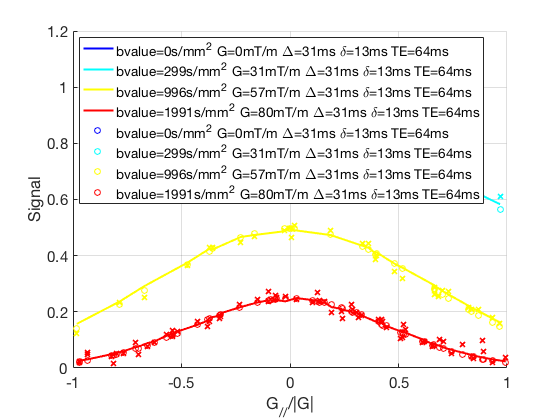 1.2
1
0.8
0.6
0.4
0.2
0
Signal
bvalue=0s/mm² G=0mT/m Δ=31ms δ=13ms TE=64ms
bvalue=299s/mm² G=31mT/m Δ=31ms δ=13ms TE=64ms
bvalue=996s/mm² G=57mT/m Δ=31ms δ=13ms TE=64ms
bvalue=1991s/mm² G=80mT/m Δ=31ms δ=13ms TE=64ms
bvalue=0s/mm² G=0mT/m Δ=31ms δ=13ms TE=64ms
bvalue=299s/mm² G=31mT/m Δ=31ms δ=13ms TE=64ms
bvalue=996s/mm² G=57mT/m Δ=31ms δ=13ms TE=64ms
bvalue=1991s/mm² G=80mT/m Δ=31ms δ=13ms TE=64ms
-1 -0.5 0 0.5 1
G_//_/|G|